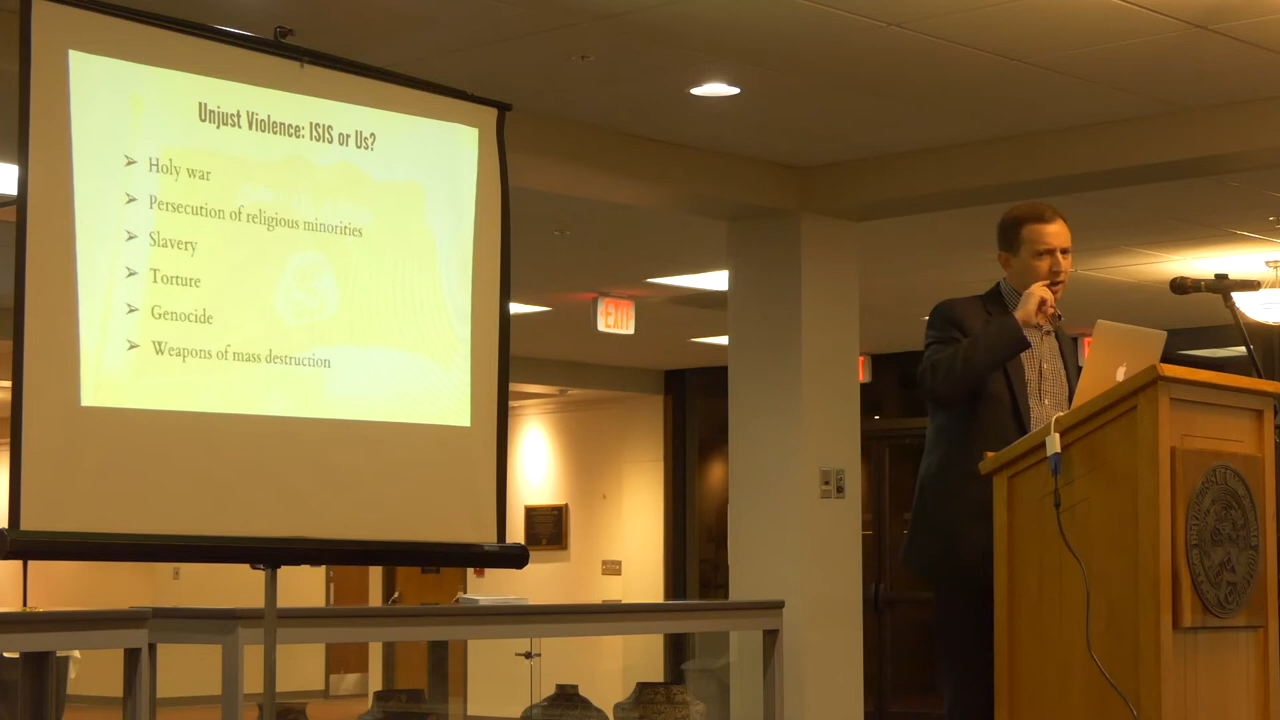 Unjust Violence: ISIS or Us?
Holy war
Persecution of religious minorities
Slavery
Torture
Genocide
Weapons of mass destruction
EXIT